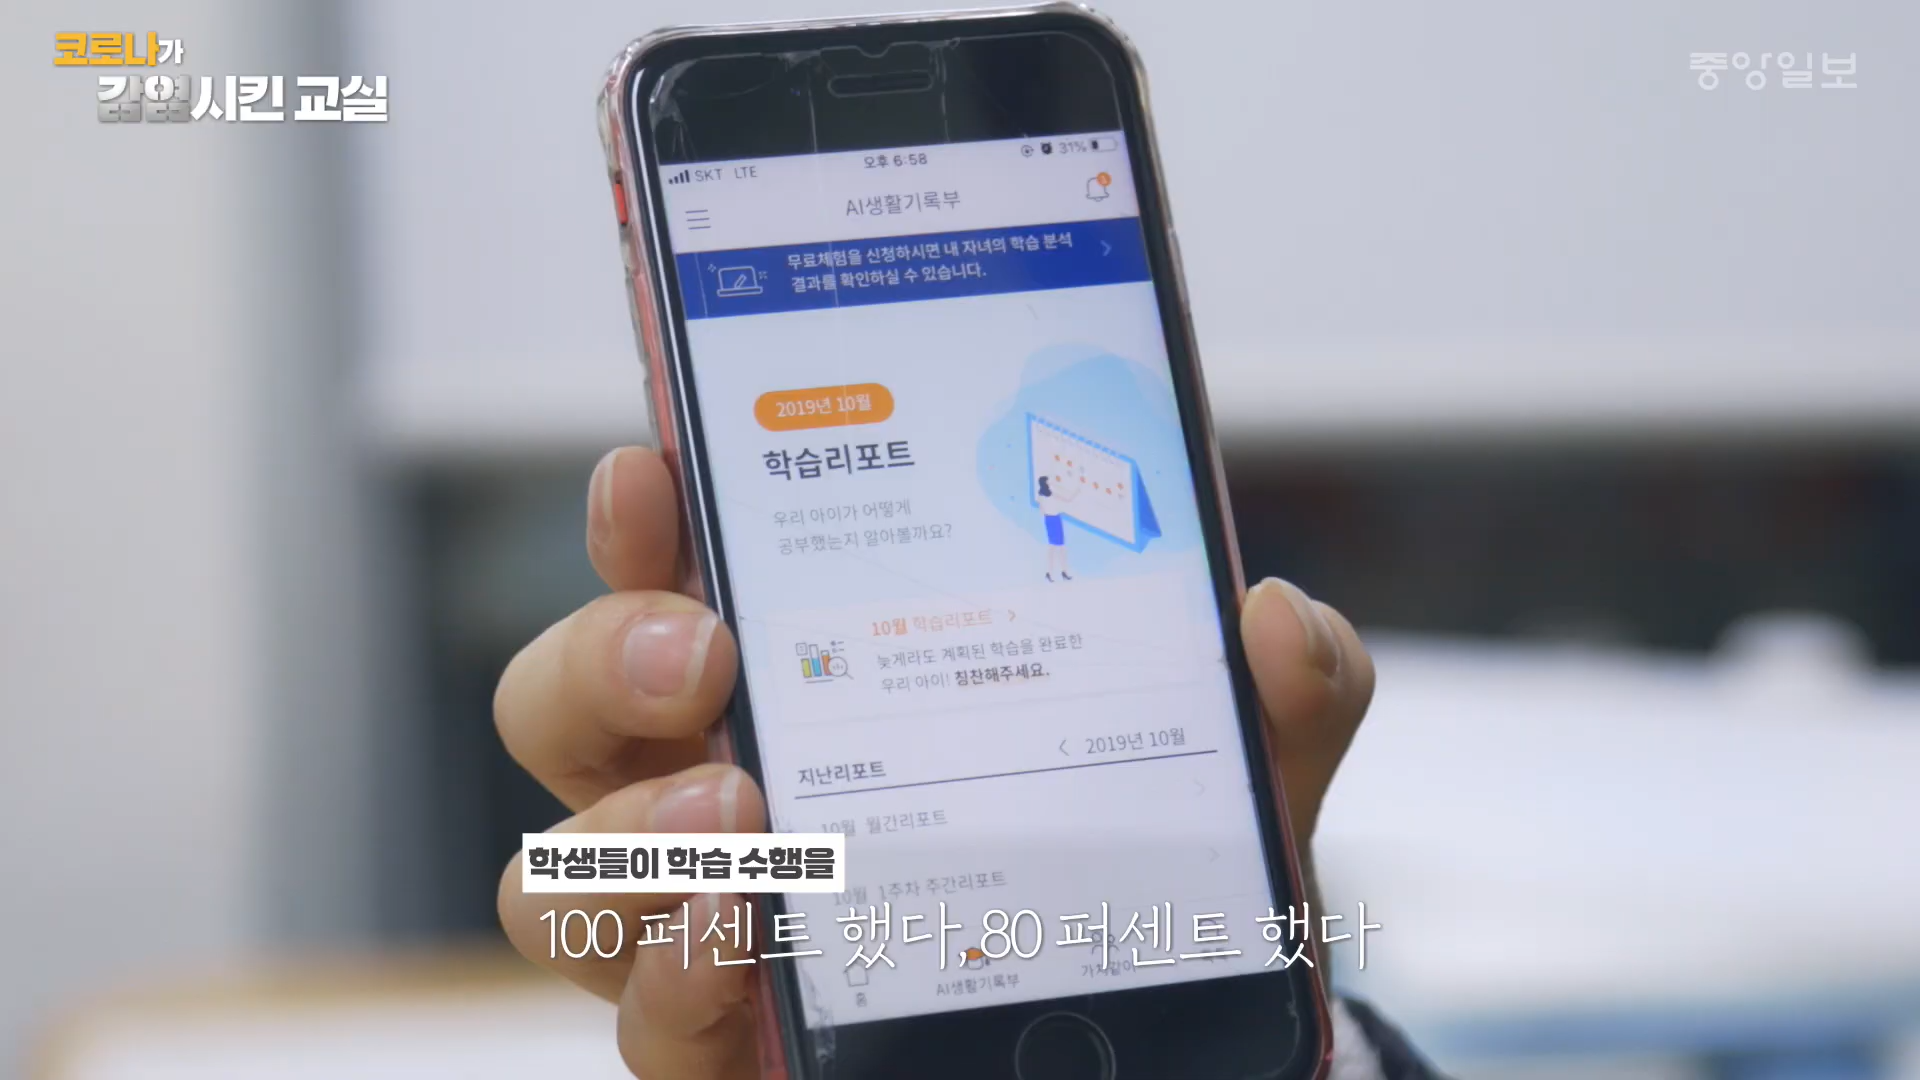 코로나가
감염시킨 교실
중앙일보
SKT LTE
오후 6:58
31%
AI생활기록부
무료체험을 신청하시면 내 자녀의 학습 분석
결과를 확인하실 수 있습니다.
2019년 10월
학습리포트
우리 아이가 어떻게
공부했는지 알아볼까요?
10월 학습리포트
늦게라도 계획된 학습을 완료한
우리 아이! 칭찬해주세요.
지난리포트
2019년 10월
10월 월간리포트
10월 1주차 주간리포트
학생들이 학습 수행을
100 퍼센트 했다, 80 퍼센트 했다
홈
AI생활기록부
가치같이